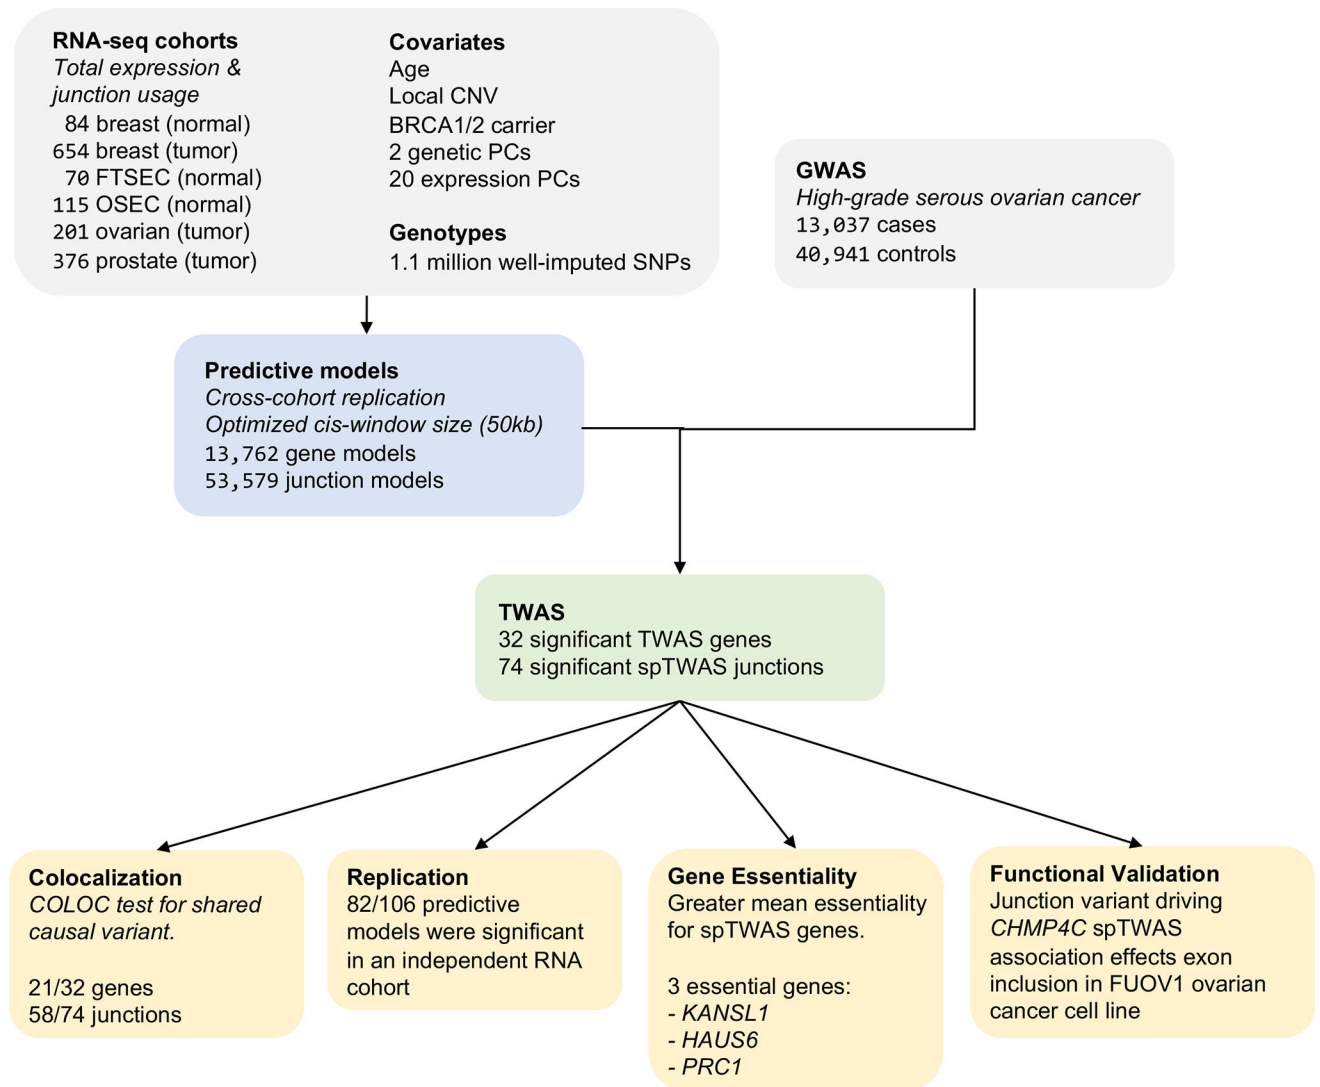 RNA-seq cohorts
Total expression &
junction usage
84 breast (normal)
654 breast (tumor)
70 FTSEC (normal)
115 OSEC (normal)
201 ovarian (tumor)
376 prostate (tumor)
Covariates
Age
Local CNV
BRCA1/2 carrier
2 genetic PCs
20 expression PCs
Genotypes
1.1 million well-imputed SNPs
GWAS
High-grade serous ovarian cancer
13,037 cases
40,941 controls
Predictive models
Cross-cohort replication
Optimized cis-window size (50kb)
13,762 gene models
53,579 junction models
TWAS
32 significant TWAS genes
74 significant spTWAS junctions
Colocalization
COLOC test for shared
causal variant.
21/32 genes
58/74 junctions
Replication
82/106 predictive
models were significant
in an independent RNA
cohort
Gene Essentiality
Greater mean essentiality
for spTWAS genes.
3 essential genes:
- KANSL1
- HAUS6
- PRC1
Functional Validation
Junction variant driving
CHMP4C spTWAS
association effects exon
inclusion in FUOV1 ovarian
cancer cell line